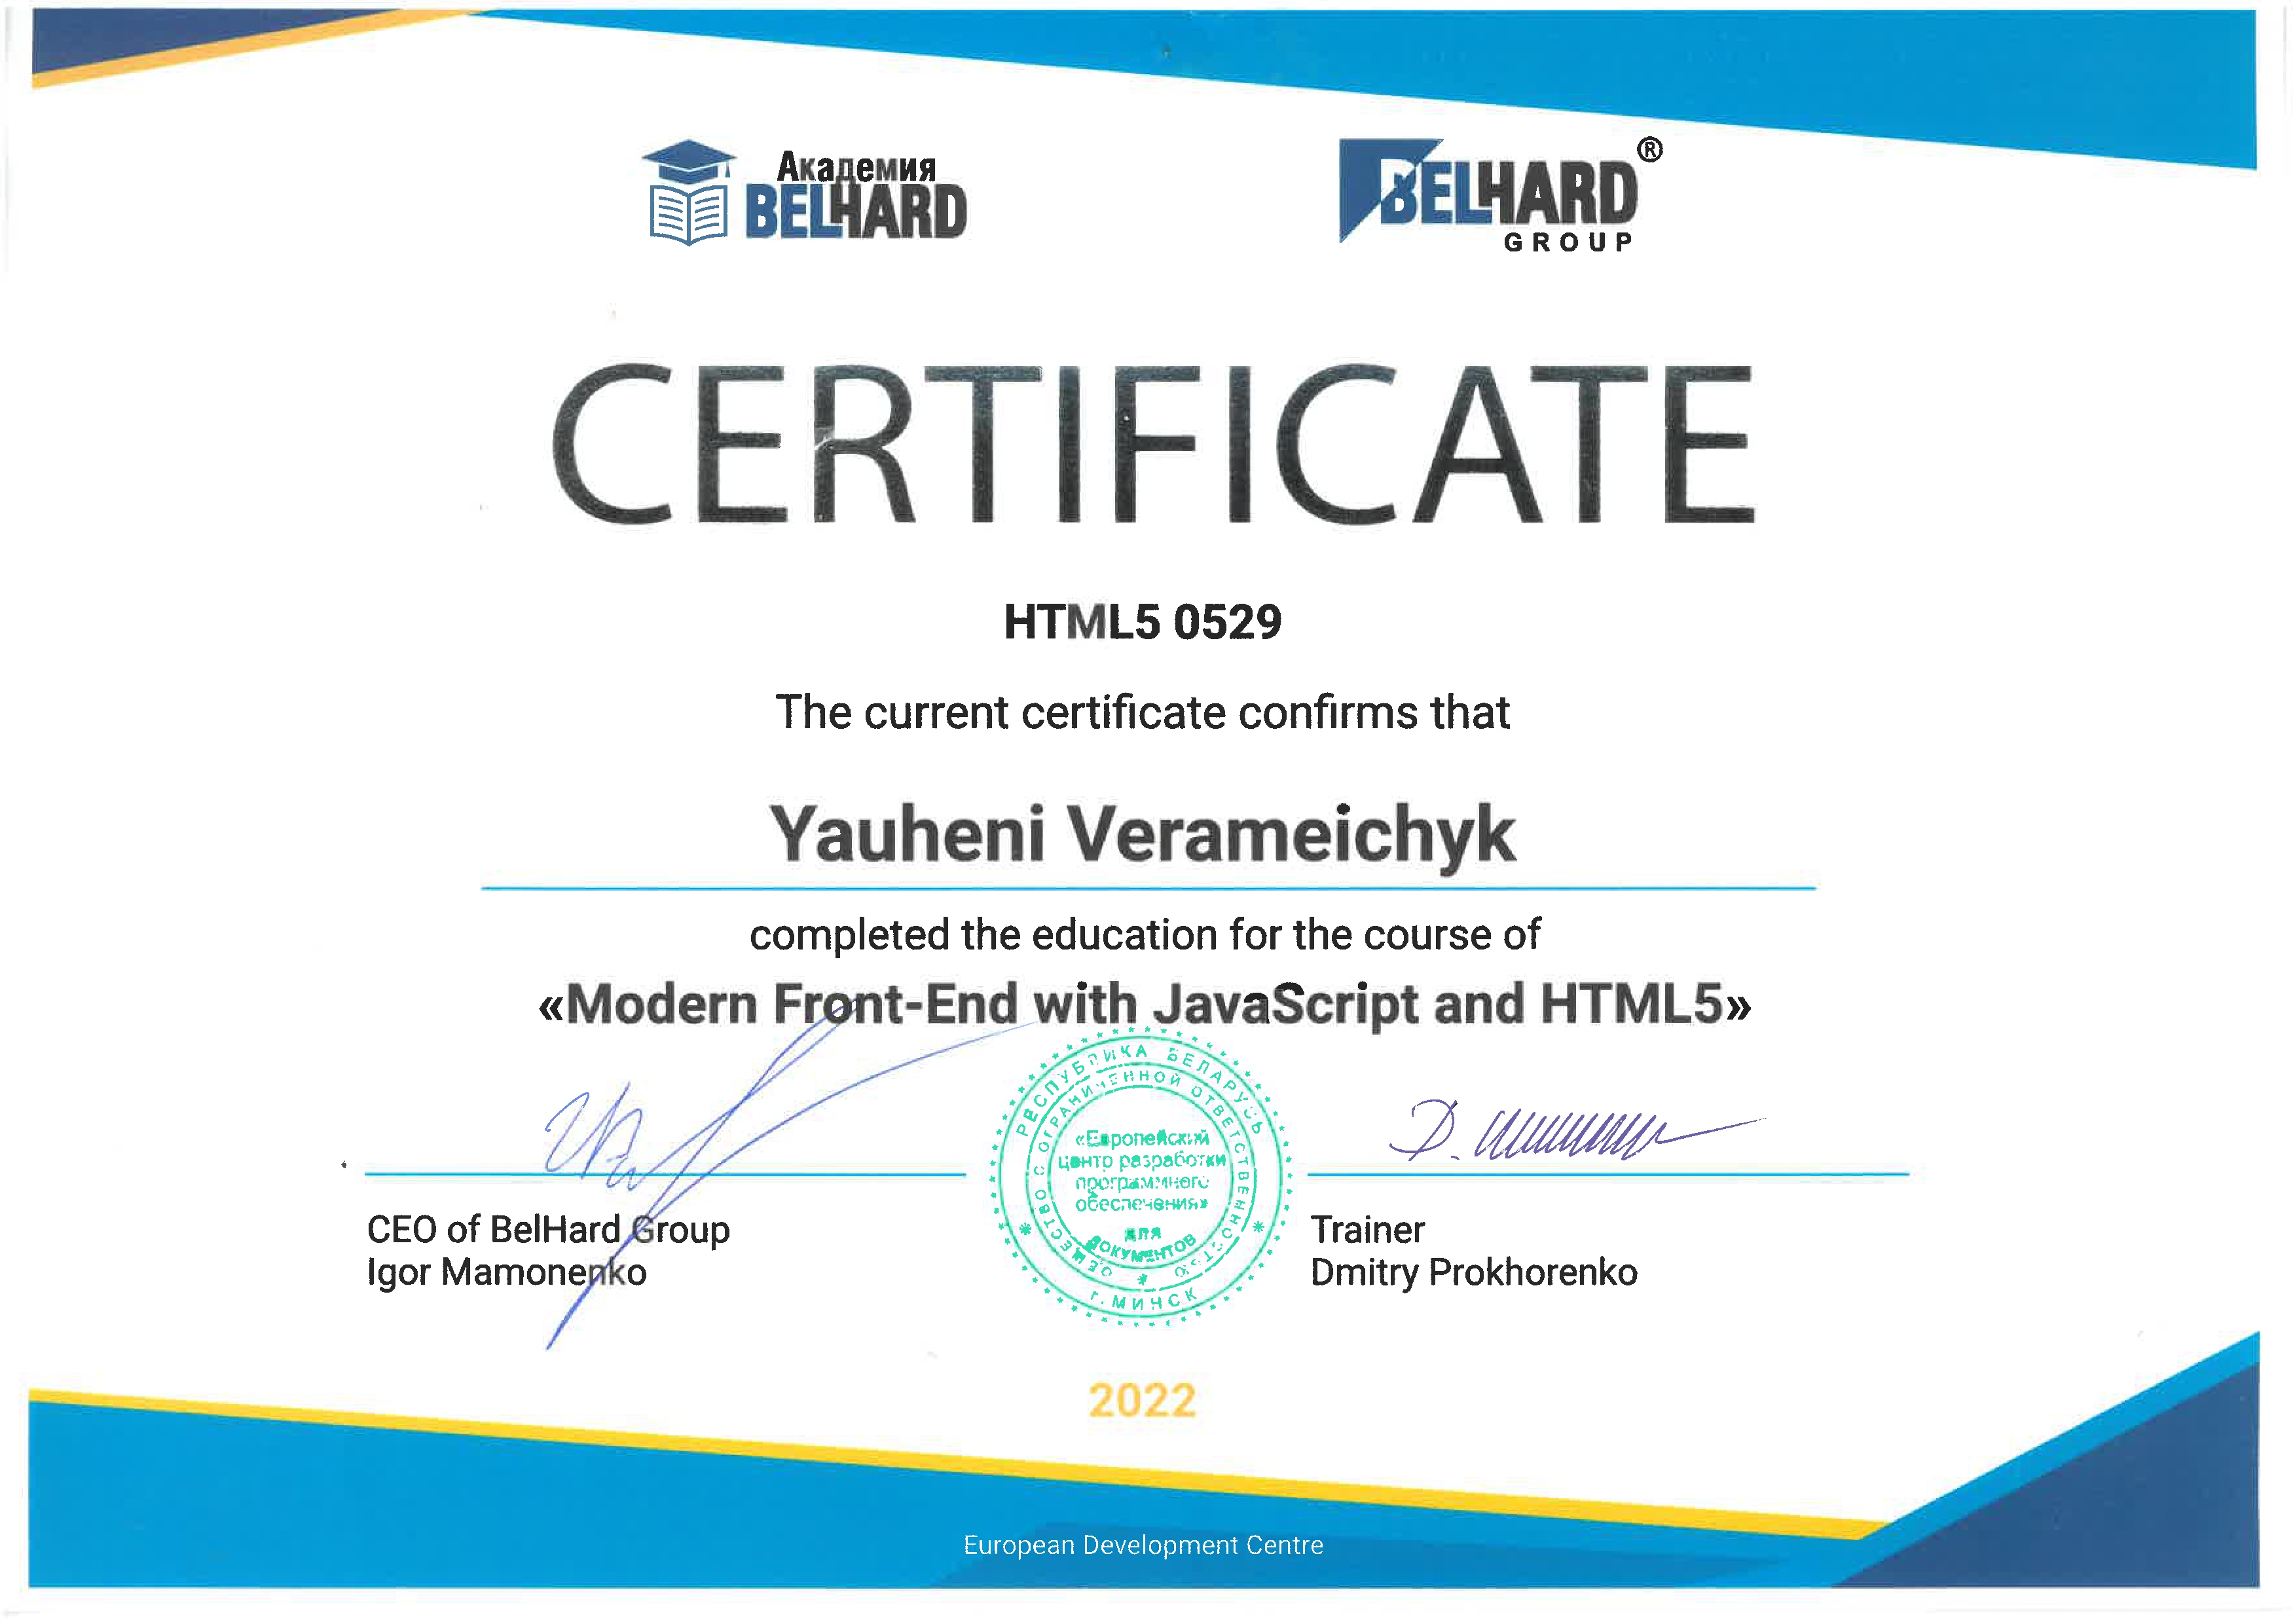 Академия
BELHARD
BELHARD®
GROUP
CERTIFICATE
HTML5 0529
The current certificate confirms that
Yauheni Verameichyk
completed the education for the course of
«Modern Front-End with JavaScript and HTML5»
РЕСПУБЛИКА БЕЛАРУСЬ
ОБЩЕСТВО С ОГРАНИЧЕННОЙ ОТВЕТСТВЕННОСТЬЮ
«Европейский
центр разработки
программного
обеспечения»
для
документов
г. МИНСК
CEO of BelHard Group
Igor Mamonenko
Trainer
Dmitry Prokhorenko
2022
European Development Centre